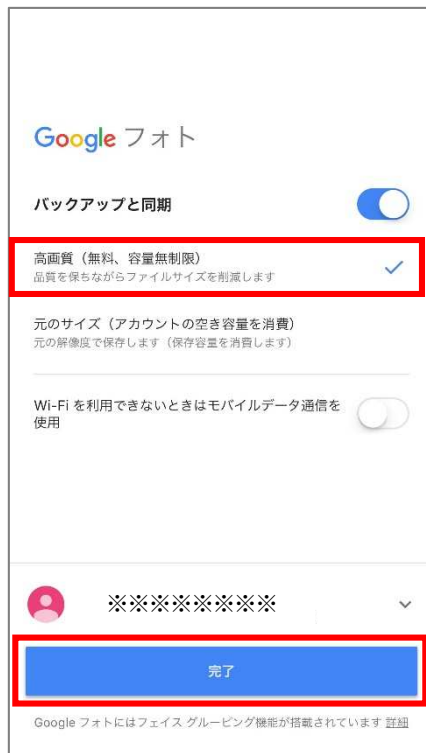 Google フォト
バックアップと同期
高画質（無料、容量無制限）
品質を保ちながらファイルサイズを削減します
元のサイズ（アカウントの空き容量を消費）
元の解像度で保存します（保存容量を消費します）
Wi-Fi を利用できないときはモバイルデータ通信を
使用
※※※※※※※※
完了
Google フォトにはフェイス グルーピング機能が搭載されています 詳細